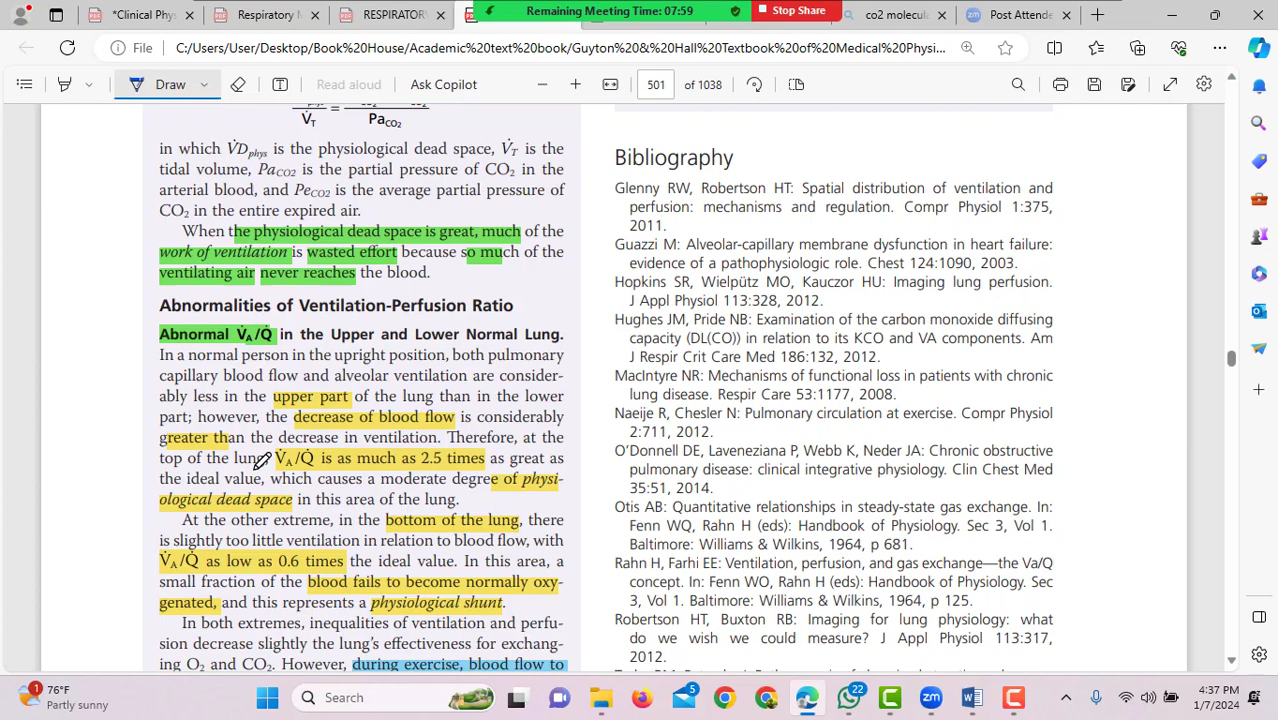 Remaining Meeting Time: 07:59
Stop Share
*Clinical Phy
Respiratory
RESPIRATORY
co2 molecul
Post Attende
File
C:/Users/User/Desktop/Book%20House/Academic%20text%20book/Guyton%20&%20Hall%20Textbook%20of%20Medical%20Physi...
Draw
Read aloud
Ask Copilot
501 of 1038
V̇T = PaCO₂
in which V̇Dphys is the physiological dead space, V̇T is the
tidal volume, PaCO2 is the partial pressure of CO₂ in the
arterial blood, and PeCO2 is the average partial pressure of
CO₂ in the entire expired air.
When the physiological dead space is great, much of the
work of ventilation is wasted effort because so much of the
ventilating air never reaches the blood.
Abnormalities of Ventilation-Perfusion Ratio
Abnormal V̇A/Q̇ in the Upper and Lower Normal Lung.
In a normal person in the upright position, both pulmonary
capillary blood flow and alveolar ventilation are consider-
ably less in the upper part of the lung than in the lower
part; however, the decrease of blood flow is considerably
greater than the decrease in ventilation. Therefore, at the
top of the lung, V̇A/Q̇ is as much as 2.5 times as great as
the ideal value, which causes a moderate degree of physi-
ological dead space in this area of the lung.
At the other extreme, in the bottom of the lung, there
is slightly too little ventilation in relation to blood flow, with
V̇A/Q̇ as low as 0.6 times the ideal value. In this area, a
small fraction of the blood fails to become normally oxy-
genated, and this represents a physiological shunt.
In both extremes, inequalities of ventilation and perfu-
sion decrease slightly the lung's effectiveness for exchang-
ing O₂ and CO₂. However, during exercise, blood flow to
Bibliography
Glenny RW, Robertson HT: Spatial distribution of ventilation and
perfusion: mechanisms and regulation. Compr Physiol 1:375,
2011.
Guazzi M: Alveolar-capillary membrane dysfunction in heart failure:
evidence of a pathophysiologic role. Chest 124:1090, 2003.
Hopkins SR, Wielpütz MO, Kauczor HU: Imaging lung perfusion.
J Appl Physiol 113:328, 2012.
Hughes JM, Pride NB: Examination of the carbon monoxide diffusing
capacity (DL(CO)) in relation to its KCO and VA components. Am
J Respir Crit Care Med 186:132, 2012.
MacIntyre NR: Mechanisms of functional loss in patients with chronic
lung disease. Respir Care 53:1177, 2008.
Naeije R, Chesler N: Pulmonary circulation at exercise. Compr Physiol
2:711, 2012.
O'Donnell DE, Laveneziana P, Webb K, Neder JA: Chronic obstructive
pulmonary disease: clinical integrative physiology. Clin Chest Med
35:51, 2014.
Otis AB: Quantitative relationships in steady-state gas exchange. In:
Fenn WQ, Rahn H (eds): Handbook of Physiology. Sec 3, Vol 1.
Baltimore: Williams & Wilkins, 1964, p 681.
Rahn H, Farhi EE: Ventilation, perfusion, and gas exchange—the Va/Q
concept. In: Fenn WO, Rahn H (eds): Handbook of Physiology. Sec
3, Vol 1. Baltimore: Williams & Wilkins, 1964, p 125.
Robertson HT, Buxton RB: Imaging for lung physiology: what
do we wish we could measure? J Appl Physiol 113:317,
2012.
1
76°F
Partly sunny
Search
5
zm
22
zm
4:37 PM
1/7/2024